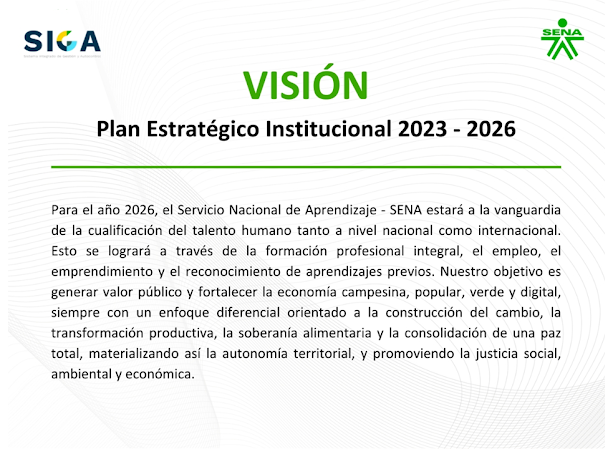 SIGA
SENA
VISIÓN
Plan Estratégico Institucional 2023 - 2026
Para el año 2026, el Servicio Nacional de Aprendizaje - SENA estará a la vanguardia
de la cualificación del talento humano tanto a nivel nacional como internacional.
Esto se logrará a través de la formación profesional integral, el empleo, el
emprendimiento y el reconocimiento de aprendizajes previos. Nuestro objetivo es
generar valor público y fortalecer la economía campesina, popular, verde y digital,
siempre con un enfoque diferencial orientado a la construcción del cambio, la
transformación productiva, la soberanía alimentaria y la consolidación de una paz
total, materializando así la autonomía territorial, y promoviendo la justicia social,
ambiental y económica.